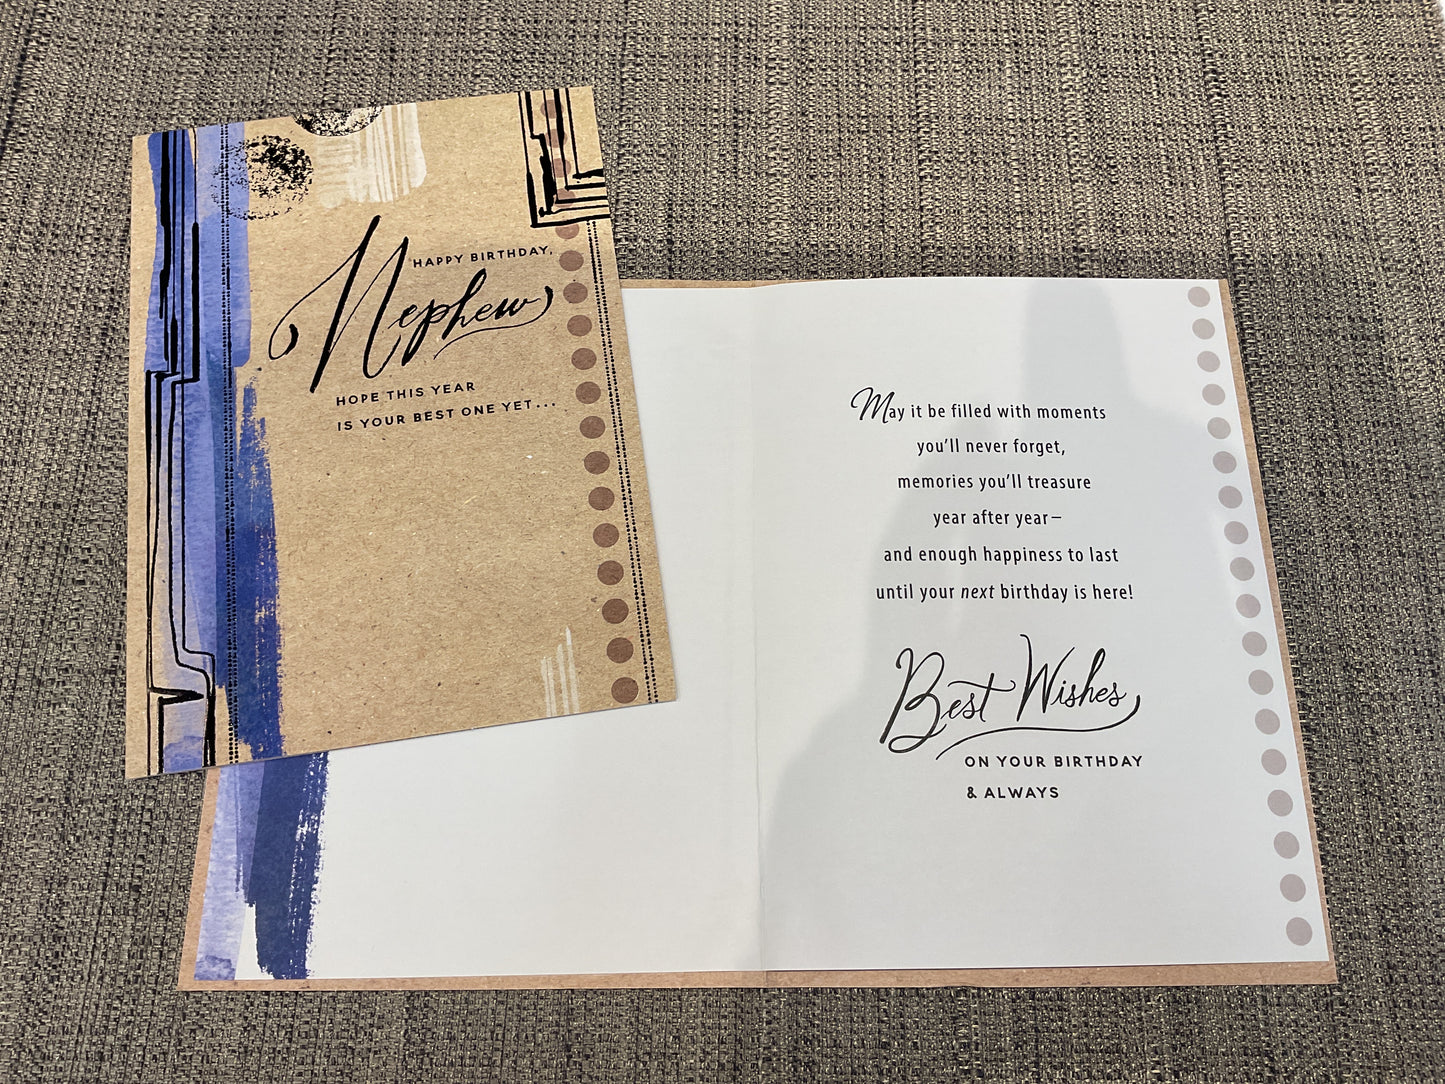 HAPPY BIRTHDAY,
Nephew
HOPE THIS YEAR
IS YOUR BEST ONE YET...
May it be filled with moments
you'll never forget,
memories you'll treasure
year after year–
and enough happiness to last
until your next birthday is here!
Best Wishes
ON YOUR BIRTHDAY
& ALWAYS